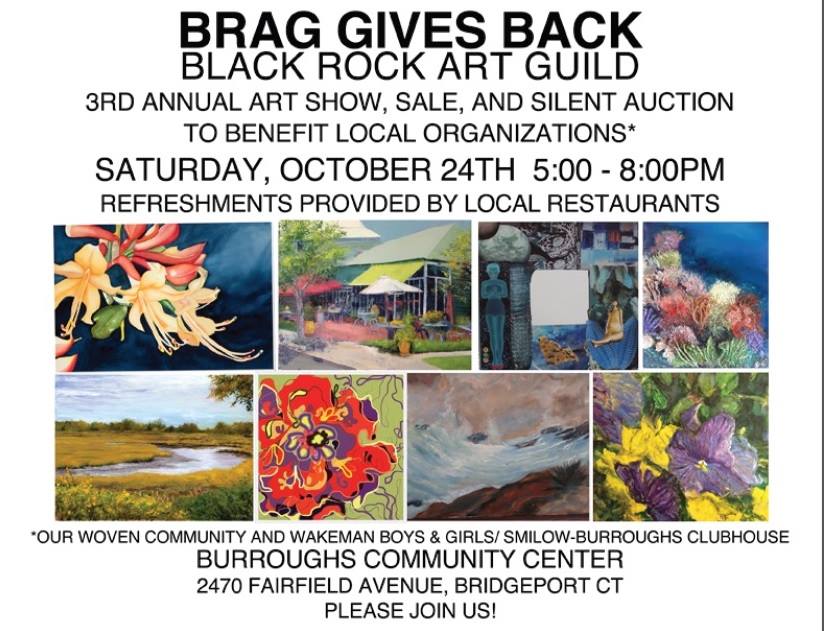 BRAG GIVES BACK
BLACK ROCK ART GUILD
3RD ANNUAL ART SHOW, SALE, AND SILENT AUCTION
TO BENEFIT LOCAL ORGANIZATIONS*
SATURDAY, OCTOBER 24TH 5:00 - 8:00PM
REFRESHMENTS PROVIDED BY LOCAL RESTAURANTS
*OUR WOVEN COMMUNITY AND WAKEMAN BOYS & GIRLS/ SMILOW-BURROUGHS CLUBHOUSE
BURROUGHS COMMUNITY CENTER
2470 FAIRFIELD AVENUE, BRIDGEPORT CT
PLEASE JOIN US!